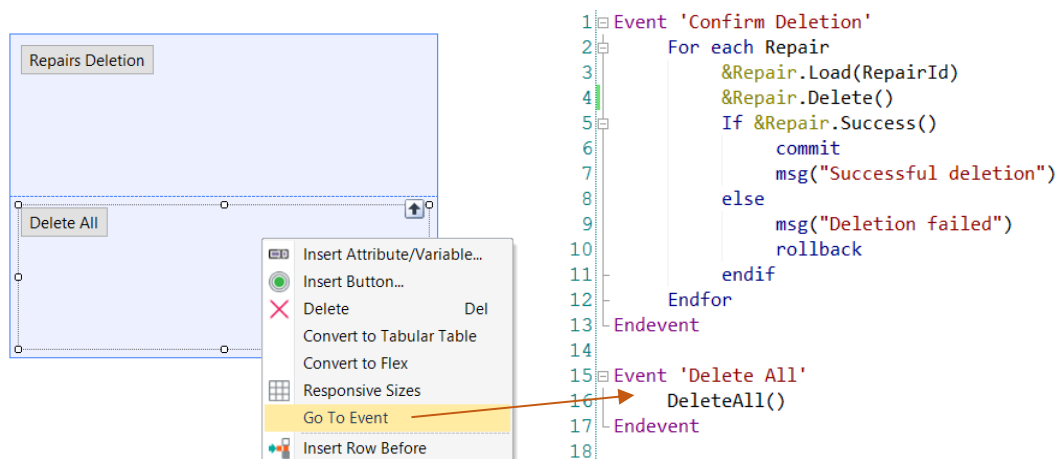 Repairs Deletion
Delete All
Insert Attribute/Variable...
Insert Button...
Delete Del
Convert to Tabular Table
Convert to Flex
Responsive Sizes
Go To Event
Insert Row Before
1 Event 'Confirm Deletion'
2 For each Repair
3 &Repair.Load(RepairId)
4 &Repair.Delete()
5 If &Repair.Success()
6 commit
7 msg("Successful deletion")
8 else
9 msg("Deletion failed")
10 rollback
11 endif
12 Endfor
13 Endevent
14
15 Event 'Delete All'
16 DeleteAll()
17 Endevent
18